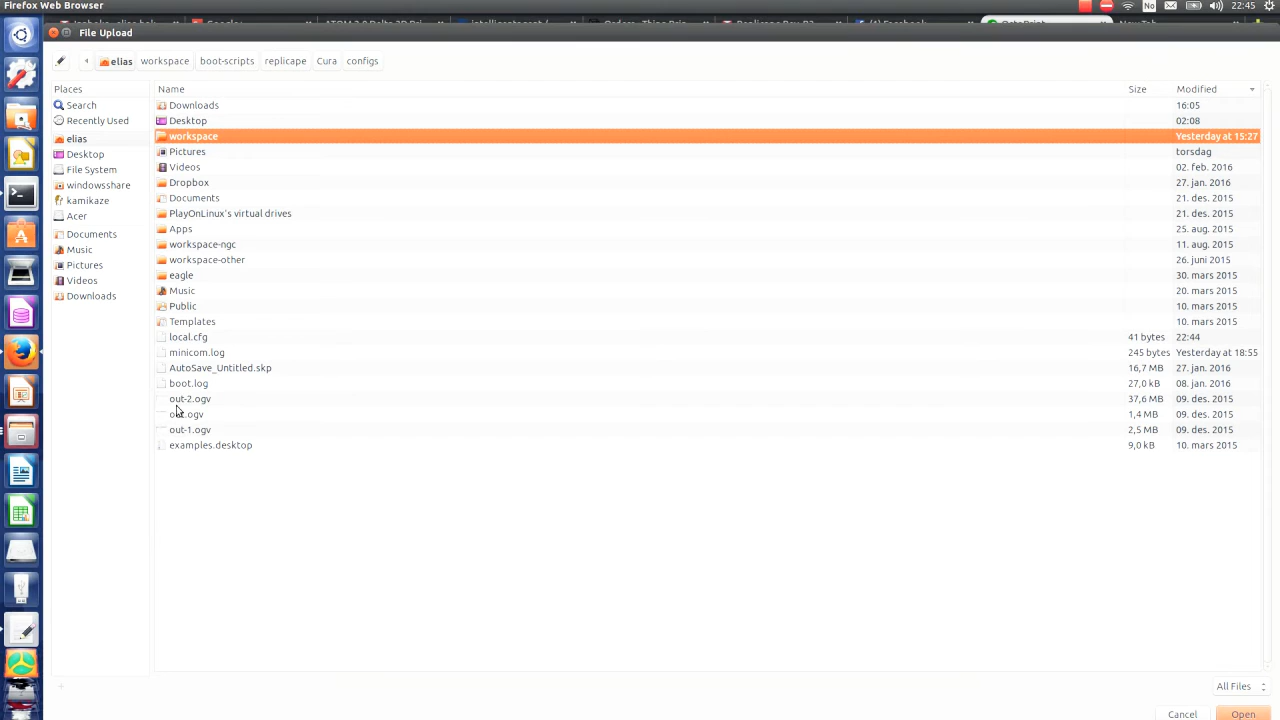 Firefox Web Browser
No
22:45
File Upload
elias workspace boot-scripts replicape Cura configs
Places
Name Size Modified
Search
Recently Used
elias
Desktop
File System
windowsshare
kamikaze
Acer
Documents
Music
Pictures
Videos
Downloads
Downloads 16:05
Desktop 02:08
workspace Yesterday at 15:27
Pictures torsdag
Videos 02. feb. 2016
Dropbox 27. jan. 2016
Documents 21. des. 2015
PlayOnLinux's virtual drives 21. des. 2015
Apps 25. aug. 2015
workspace-ngc 11. aug. 2015
workspace-other 26. juni 2015
eagle 30. mars 2015
Music 20. mars 2015
Public 10. mars 2015
Templates 10. mars 2015
local.cfg 41 bytes 22:44
minicom.log 245 bytes Yesterday at 18:55
AutoSave_Untitled.skp 16,7 MB 27. jan. 2016
boot.log 27,0 kB 08. jan. 2016
out-2.ogv 37,6 MB 09. des. 2015
1,4 MB 09. des. 2015
out-1.ogv 2,5 MB 09. des. 2015
examples.desktop 9,0 kB 10. mars 2015
All Files
Cancel Open